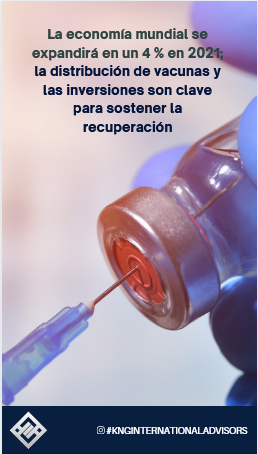 La economía mundial se
expandirá en un 4 % en 2021;
la distribución de vacunas y
las inversiones son clave
para sostener la
recuperación
#KNGINTERNATIONALADVISORS